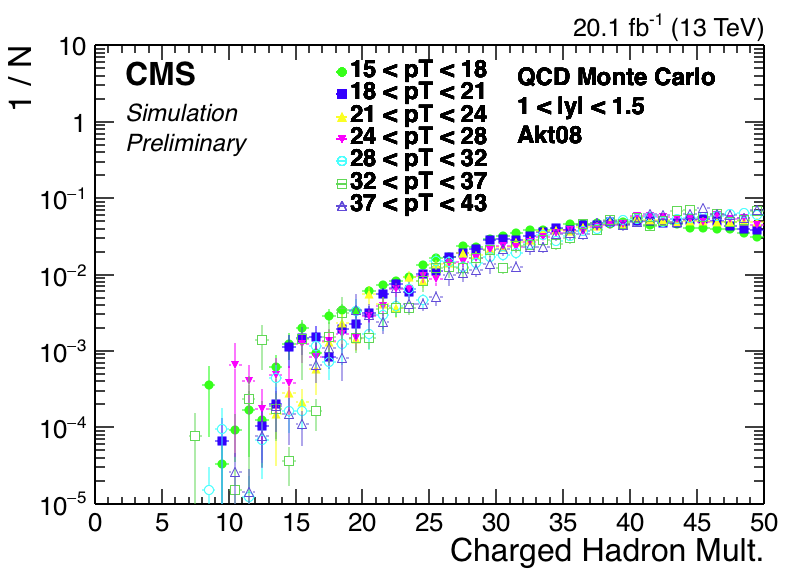 20.1 fb⁻¹ (13 TeV)
1 / N
CMS
Simulation
Preliminary
15 < pT < 18
18 < pT < 21
21 < pT < 24
24 < pT < 28
28 < pT < 32
32 < pT < 37
37 < pT < 43
QCD Monte Carlo
1 < lyl < 1.5
Akt08
10
1
10⁻¹
10⁻²
10⁻³
10⁻⁴
10⁻⁵
0 5 10 15 20 25 30 35 40 45 50
Charged Hadron Mult.